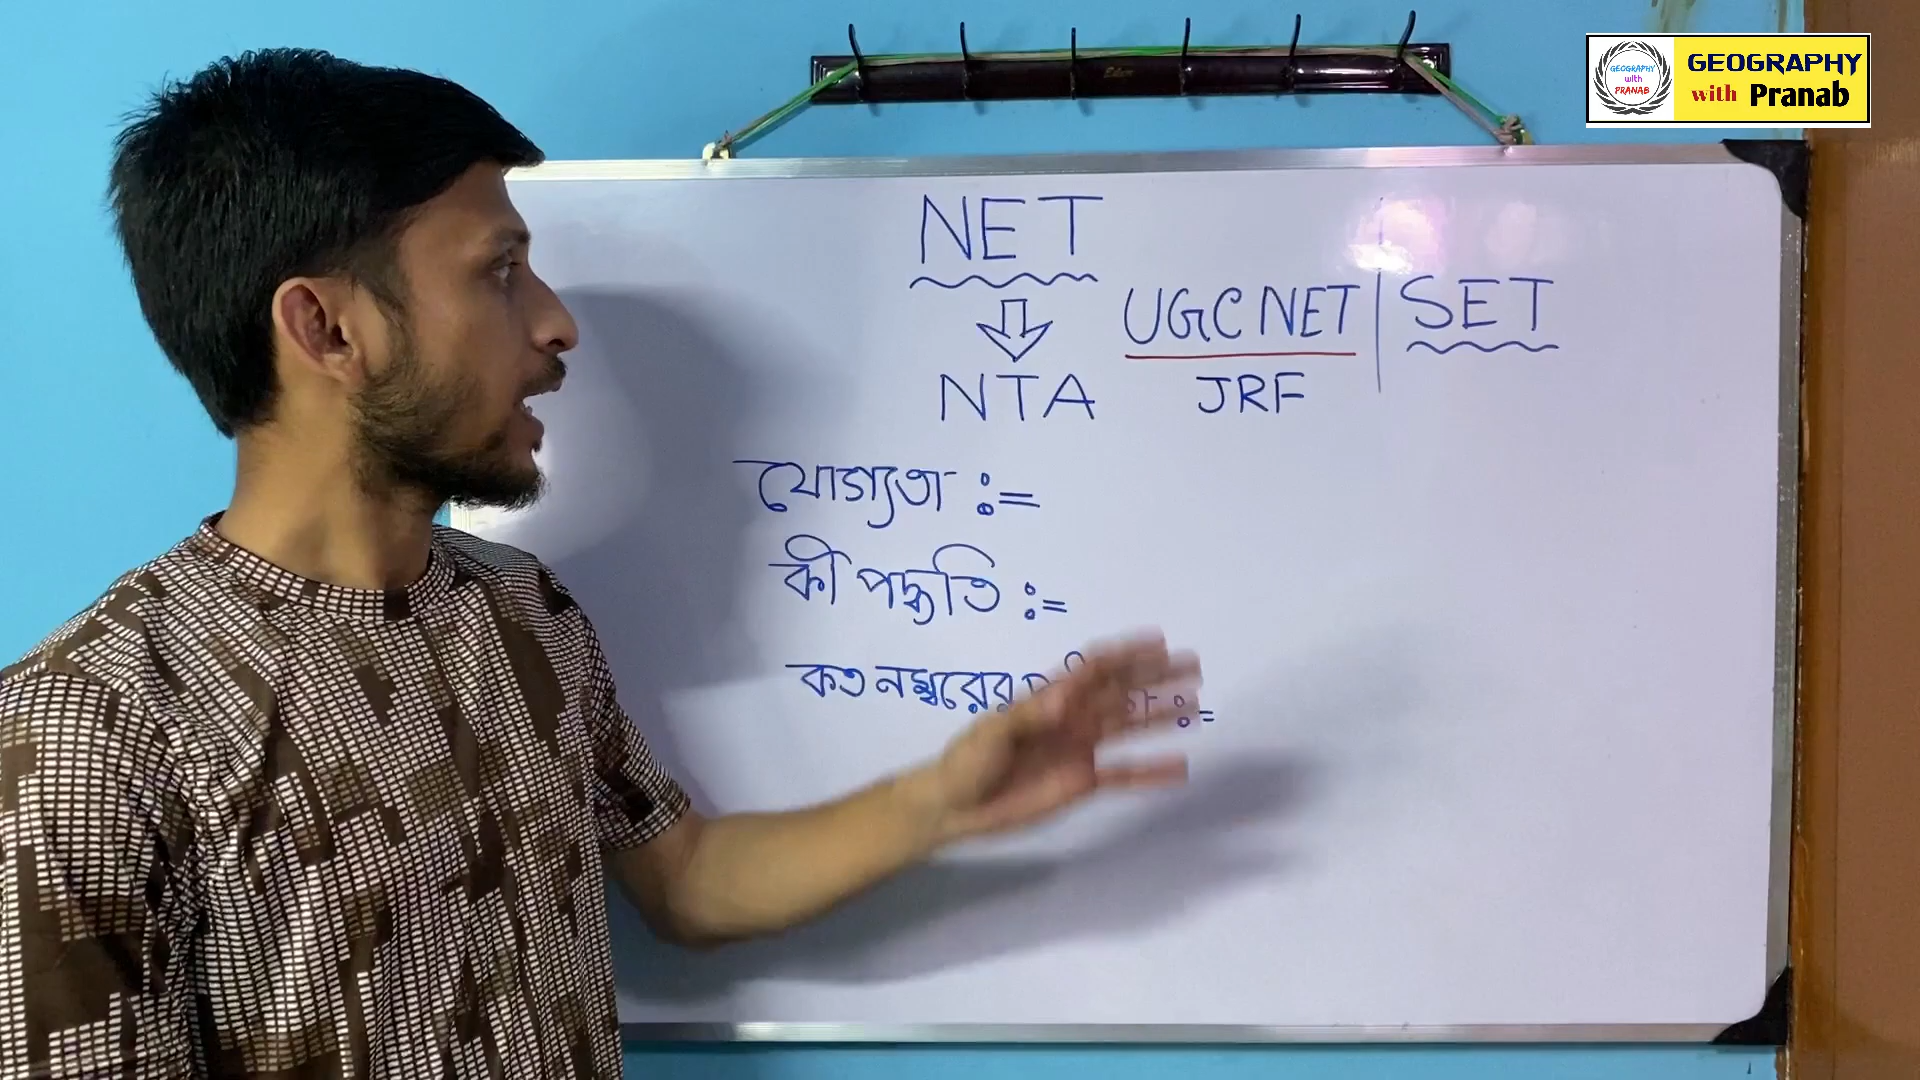 GEOGRAPHY
with Pranab
GEOGRAPHY
with
PRANAB
NET
UGC NET | SET
NTA
JRF
যোগ্যতা :=
কী পদ্ধতি :=
কত নম্বরের :=